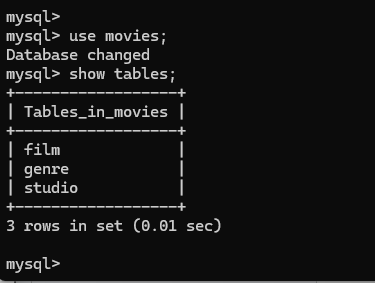 mysql>
mysql> use movies;
Database changed
mysql> show tables;
+------------------+
| Tables_in_movies |
+------------------+
| film             |
| genre            |
| studio           |
+------------------+
3 rows in set (0.01 sec)
mysql>